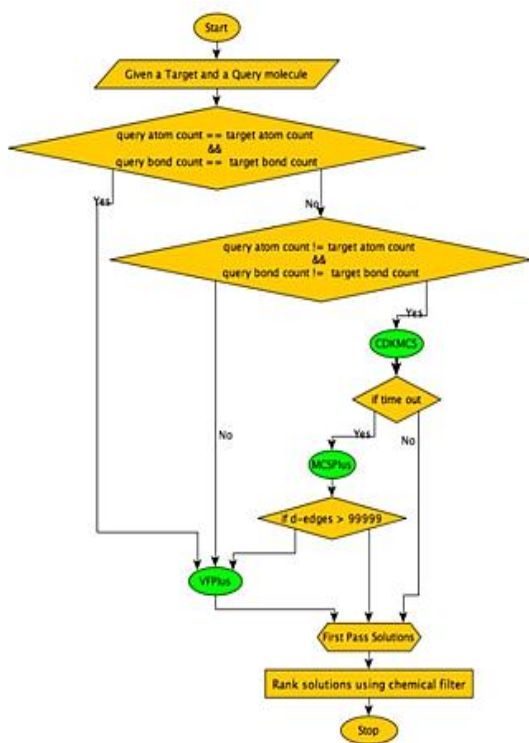 Start
Given a Target and a Query molecule
query atom count == target atom count
&&
query bond count == target bond count
Yes
No
query atom count != target atom count
&&
query bond count != target bond count
Yes
CDKMCS
if time out
Yes
No
No
MCSPlus
if d-edges > 99999
VFPlus
First Pass Solutions
Rank solutions using chemical filter
Stop